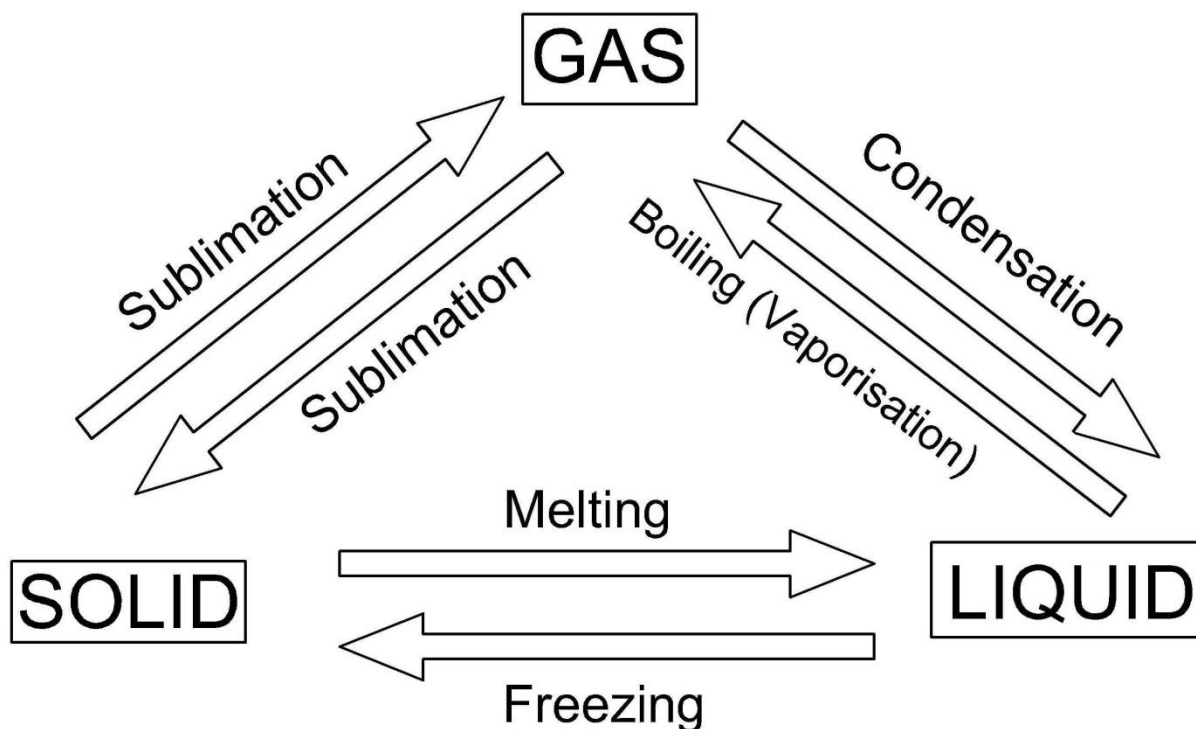 GAS
Sublimation
Sublimation
Condensation
Boiling (Vaporisation)
Melting
SOLID
LIQUID
Freezing